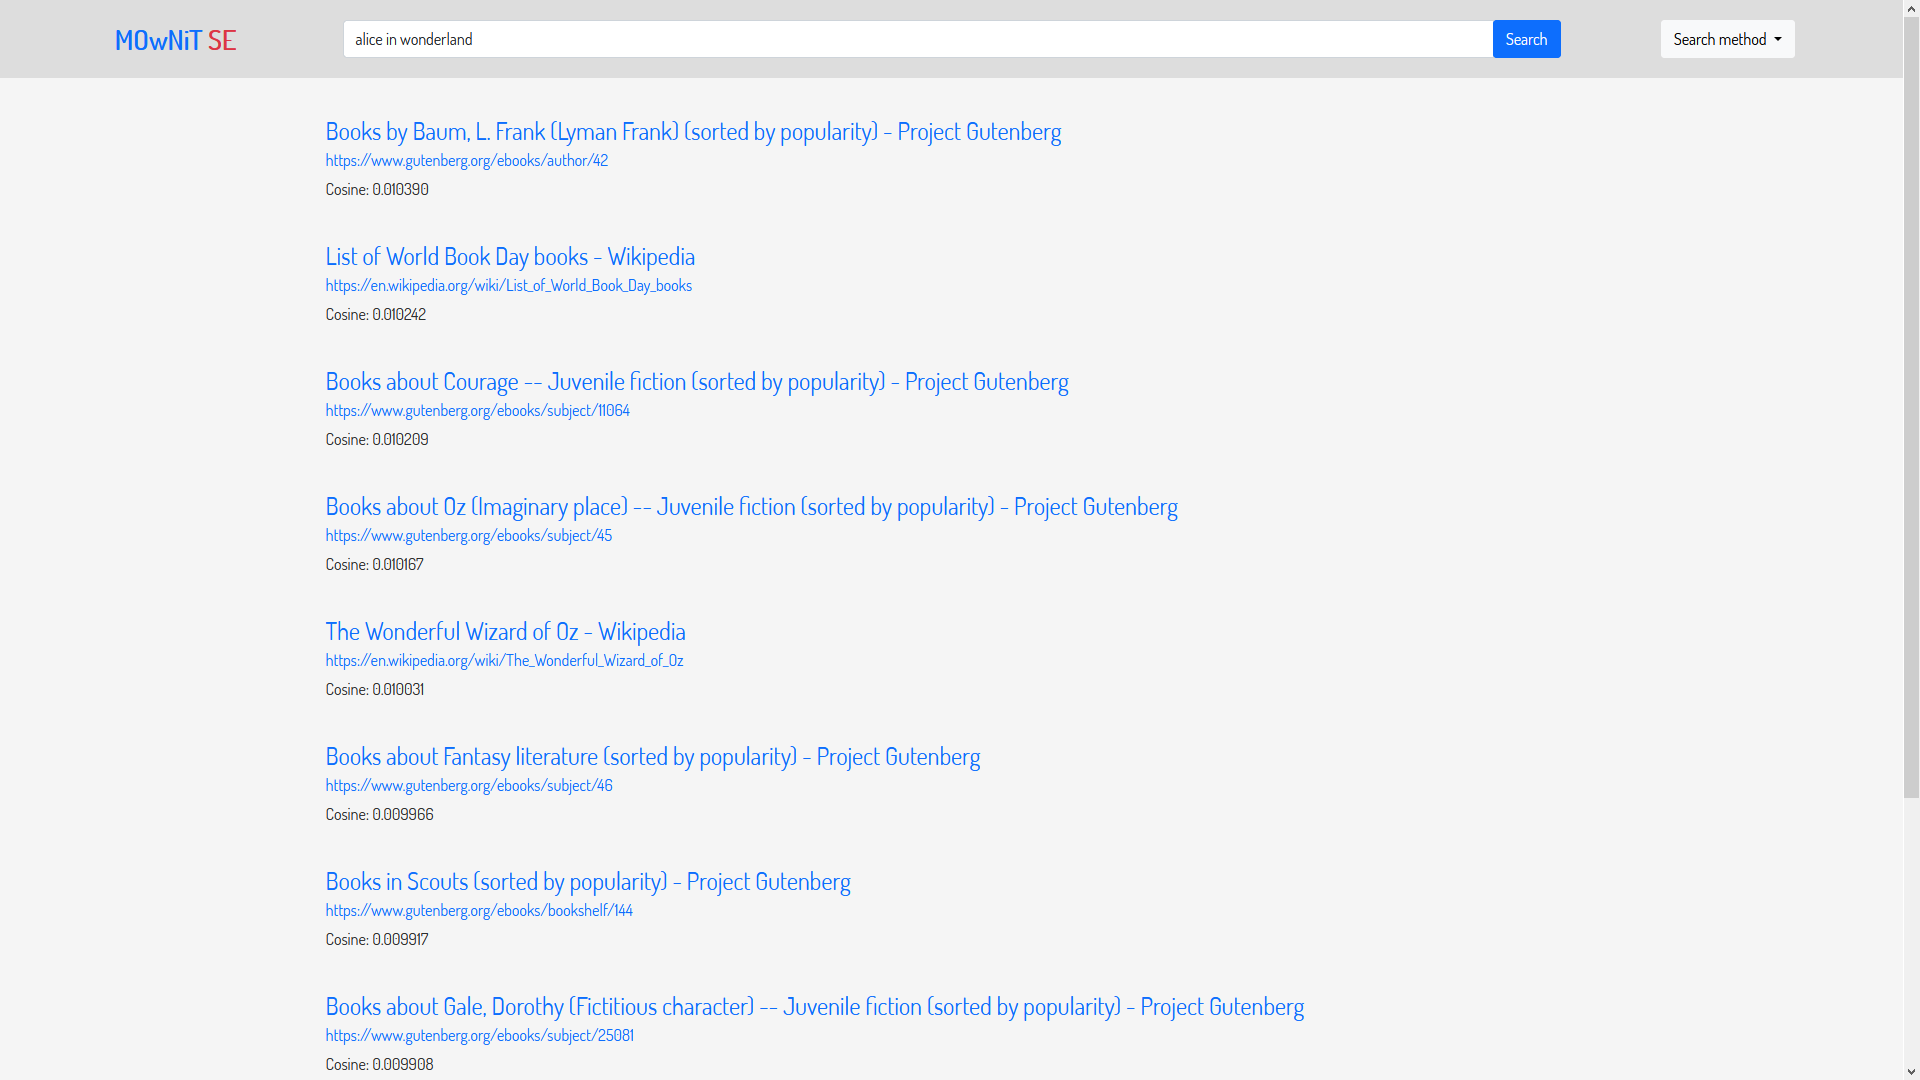 MOwNiT SE
alice in wonderland
Search
Search method
Books by Baum, L. Frank (Lyman Frank) (sorted by popularity) - Project Gutenberg
https://www.gutenberg.org/ebooks/author/42
Cosine: 0.010390
List of World Book Day books - Wikipedia
https://en.wikipedia.org/wiki/List_of_World_Book_Day_books
Cosine: 0.010242
Books about Courage -- Juvenile fiction (sorted by popularity) - Project Gutenberg
https://www.gutenberg.org/ebooks/subject/11064
Cosine: 0.010209
Books about Oz (Imaginary place) -- Juvenile fiction (sorted by popularity) - Project Gutenberg
https://www.gutenberg.org/ebooks/subject/45
Cosine: 0.010167
The Wonderful Wizard of Oz - Wikipedia
https://en.wikipedia.org/wiki/The_Wonderful_Wizard_of_Oz
Cosine: 0.010031
Books about Fantasy literature (sorted by popularity) - Project Gutenberg
https://www.gutenberg.org/ebooks/subject/46
Cosine: 0.009966
Books in Scouts (sorted by popularity) - Project Gutenberg
https://www.gutenberg.org/ebooks/bookshelf/144
Cosine: 0.009917
Books about Gale, Dorothy (Fictitious character) -- Juvenile fiction (sorted by popularity) - Project Gutenberg
https://www.gutenberg.org/ebooks/subject/25081
Cosine: 0.009908